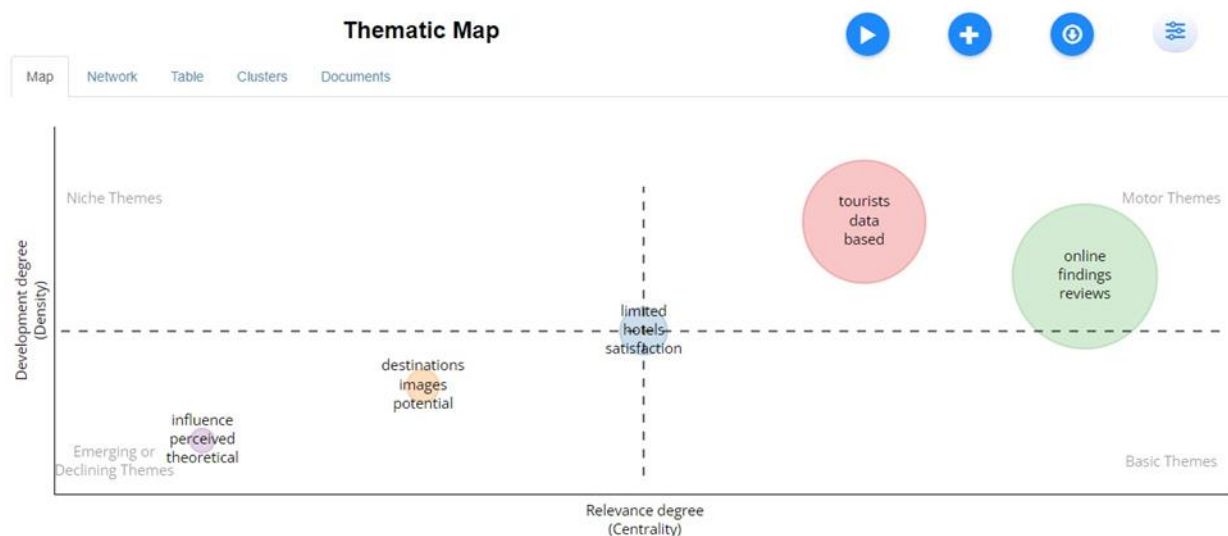 Thematic Map
Map
Network
Table
Clusters
Documents
Niche Themes
Motor Themes
tourists
data
based
online
findings
reviews
Development degree
(Density)
limited
hotels
satisfaction
destinations
images
potential
influence
perceived
theoretical
Emerging or
Declining Themes
Basic Themes
Relevance degree
(Centrality)